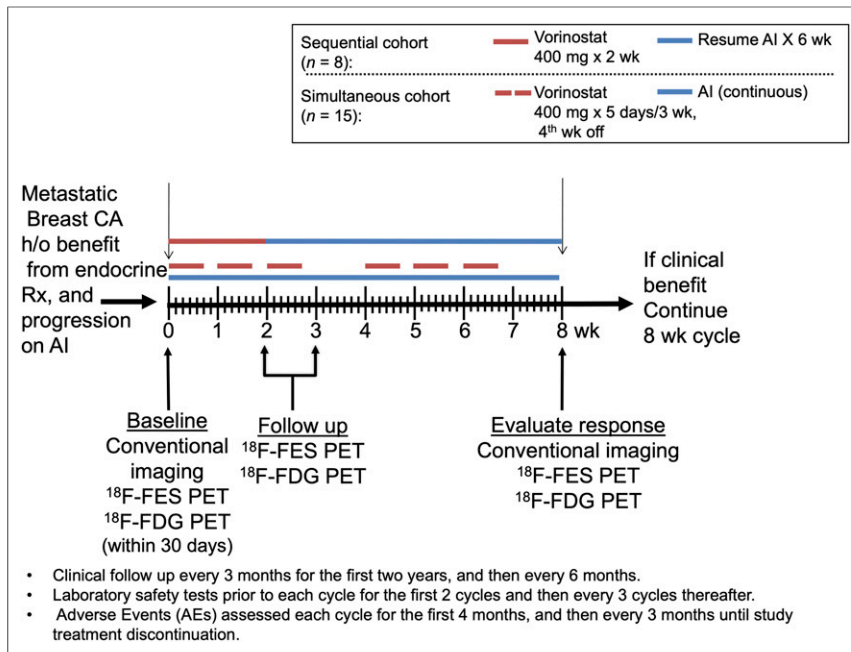 Sequential cohort
(n = 8):
Vorinostat
400 mg x 2 wk
Resume AI X 6 wk
Simultaneous cohort
(n = 15):
Vorinostat
400 mg x 5 days/3 wk,
4th wk off
AI (continuous)
Metastatic
Breast CA
h/o benefit
from endocrine
Rx, and
progression
on AI
0 1 2 3 4 5 6 7 8 wk
If clinical
benefit
Continue
8 wk cycle
Baseline
Conventional
imaging
18F-FES PET
18F-FDG PET
(within 30 days)
Follow up
18F-FES PET
18F-FDG PET
Evaluate response
Conventional imaging
18F-FES PET
18F-FDG PET
• Clinical follow up every 3 months for the first two years, and then every 6 months.
• Laboratory safety tests prior to each cycle for the first 2 cycles and then every 3 cycles thereafter.
• Adverse Events (AEs) assessed each cycle for the first 4 months, and then every 3 months until study
treatment discontinuation.